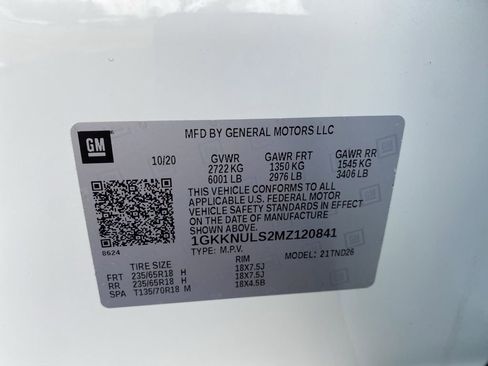 GM
MFD BY GENERAL MOTORS LLC
10/20 GVWR GAWR FRT GAWR RR
2722 KG 1350 KG 1545 KG
6001 LB 2976 LB 3406 LB
THIS VEHICLE CONFORMS TO ALL
APPLICABLE U.S. FEDERAL MOTOR
VEHICLE SAFETY STANDARDS IN EFFECT
ON THE DATE OF MANUFACTURE
SHOWN ABOVE.
1GKKNULS2MZ120841
8624 TYPE: M.P.V. MODEL: 21TND26
TIRE SIZE RIM
FRT 235/65R18 H 18X7.5J
RR 235/65R18 H 18X7.5J
SPA T135/70R18 M 18X4.5B